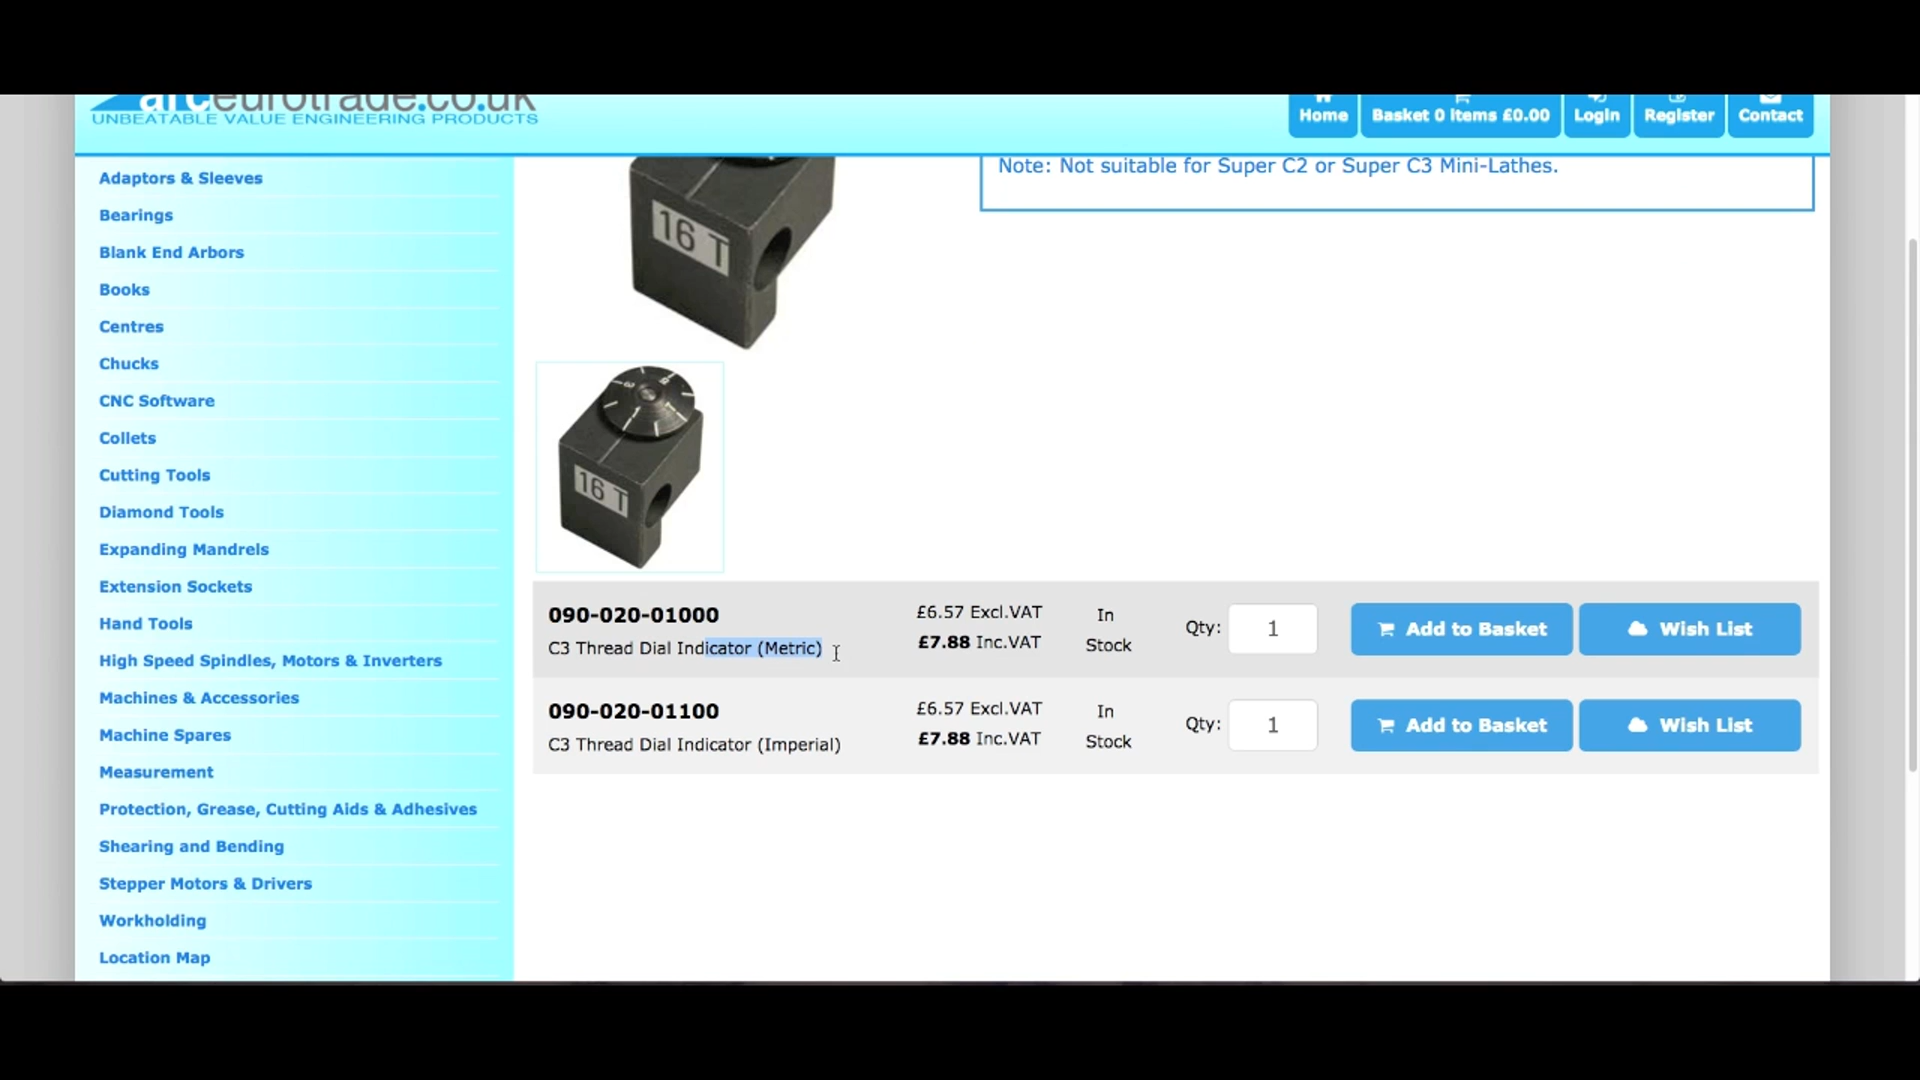 arceurotrade.co.uk
UNBEATABLE VALUE ENGINEERING PRODUCTS
Home
Basket 0 Items £0.00
Login
Register
Contact
Adaptors & Sleeves
Bearings
Blank End Arbors
Books
Centres
Chucks
CNC Software
Collets
Cutting Tools
Diamond Tools
Expanding Mandrels
Extension Sockets
Hand Tools
High Speed Spindles, Motors & Inverters
Machines & Accessories
Machine Spares
Measurement
Protection, Grease, Cutting Aids & Adhesives
Shearing and Bending
Stepper Motors & Drivers
Workholding
Location Map
Note: Not suitable for Super C2 or Super C3 Mini-Lathes.
16 T
16 T
090-020-01000
C3 Thread Dial Indicator (Metric)
£6.57 Excl.VAT
£7.88 Inc.VAT
In
Stock
Qty:
1
Add to Basket
Wish List
090-020-01100
C3 Thread Dial Indicator (Imperial)
£6.57 Excl.VAT
£7.88 Inc.VAT
In
Stock
Qty:
1
Add to Basket
Wish List